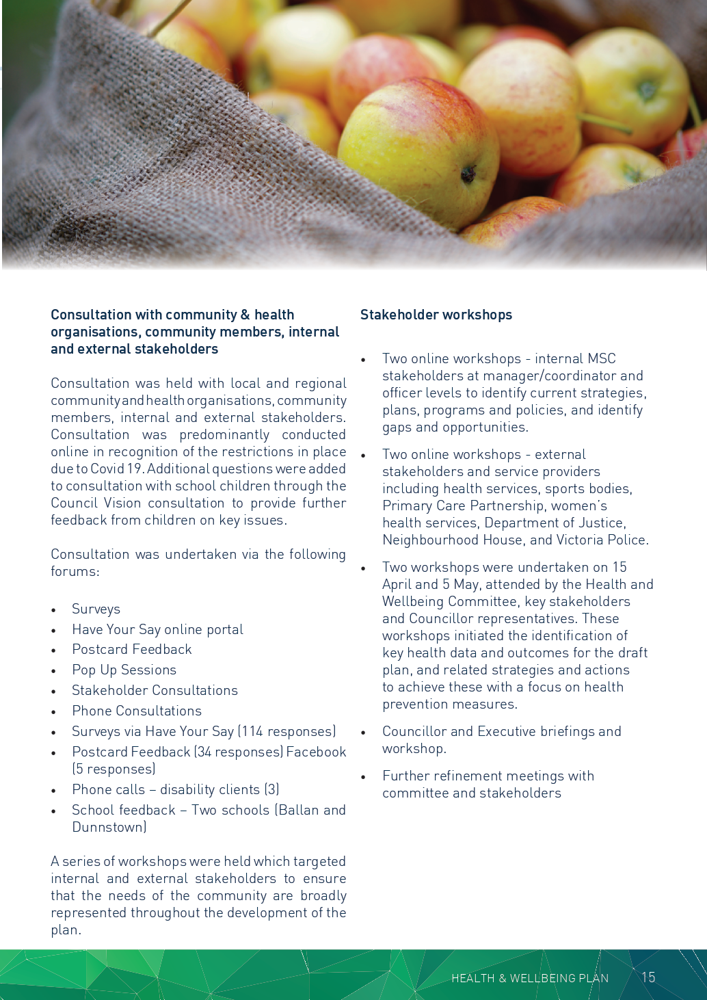 Consultation with community & health
organisations, community members, internal
and external stakeholders
Consultation was held with local and regional
community and health organisations, community
members, internal and external stakeholders.
Consultation was predominantly conducted
online in recognition of the restrictions in place
due to Covid 19. Additional questions were added
to consultation with school children through the
Council Vision consultation to provide further
feedback from children on key issues.
Consultation was undertaken via the following
forums:
• Surveys
• Have Your Say online portal
• Postcard Feedback
• Pop Up Sessions
• Stakeholder Consultations
• Phone Consultations
• Surveys via Have Your Say (114 responses)
• Postcard Feedback (34 responses) Facebook
(5 responses)
• Phone calls – disability clients (3)
• School feedback – Two schools (Ballan and
Dunnstown)
A series of workshops were held which targeted
internal and external stakeholders to ensure
that the needs of the community are broadly
represented throughout the development of the
plan.
Stakeholder workshops
• Two online workshops - internal MSC
stakeholders at manager/coordinator and
officer levels to identify current strategies,
plans, programs and policies, and identify
gaps and opportunities.
• Two online workshops - external
stakeholders and service providers
including health services, sports bodies,
Primary Care Partnership, women's
health services, Department of Justice,
Neighbourhood House, and Victoria Police.
• Two workshops were undertaken on 15
April and 5 May, attended by the Health and
Wellbeing Committee, key stakeholders
and Councillor representatives. These
workshops initiated the identification of
key health data and outcomes for the draft
plan, and related strategies and actions
to achieve these with a focus on health
prevention measures.
• Councillor and Executive briefings and
workshop.
• Further refinement meetings with
committee and stakeholders
HEALTH & WELLBEING PLAN 15